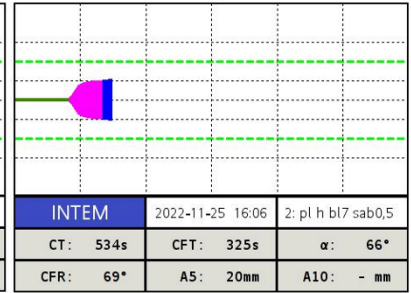 INTEM 2022-11-25 16:06 2: pl h bl7 sab0,5
CT: 534s CFT: 325s α: 66°
CFR: 69° A5: 20mm A10: - mm